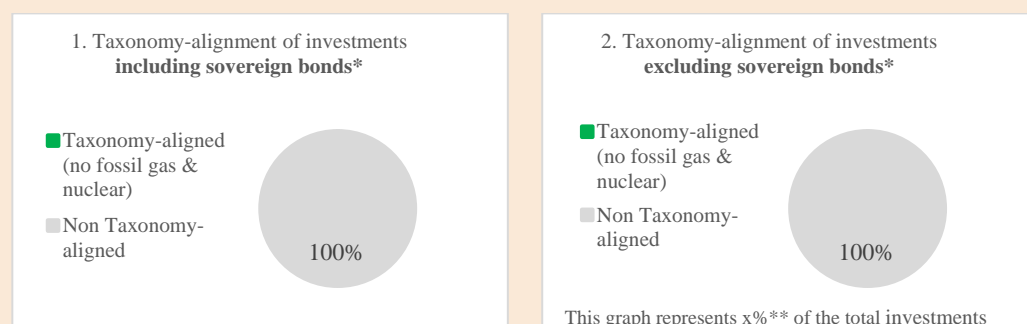 1. Taxonomy-alignment of investments
including sovereign bonds*
Taxonomy-aligned
(no fossil gas &
nuclear)
Non Taxonomy-
aligned
100%
2. Taxonomy-alignment of investments
excluding sovereign bonds*
Taxonomy-aligned
(no fossil gas &
nuclear)
Non Taxonomy-
aligned
100%
This graph represents x%** of the total investments